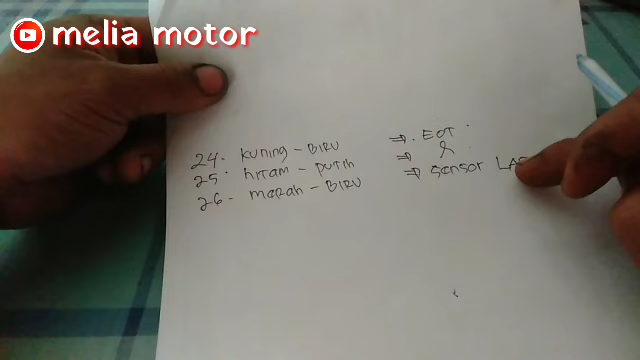 melia motor
24. kuning - BIRU => . EOT :
25. hitam - putih => &
26. merah - BIRU => sensor